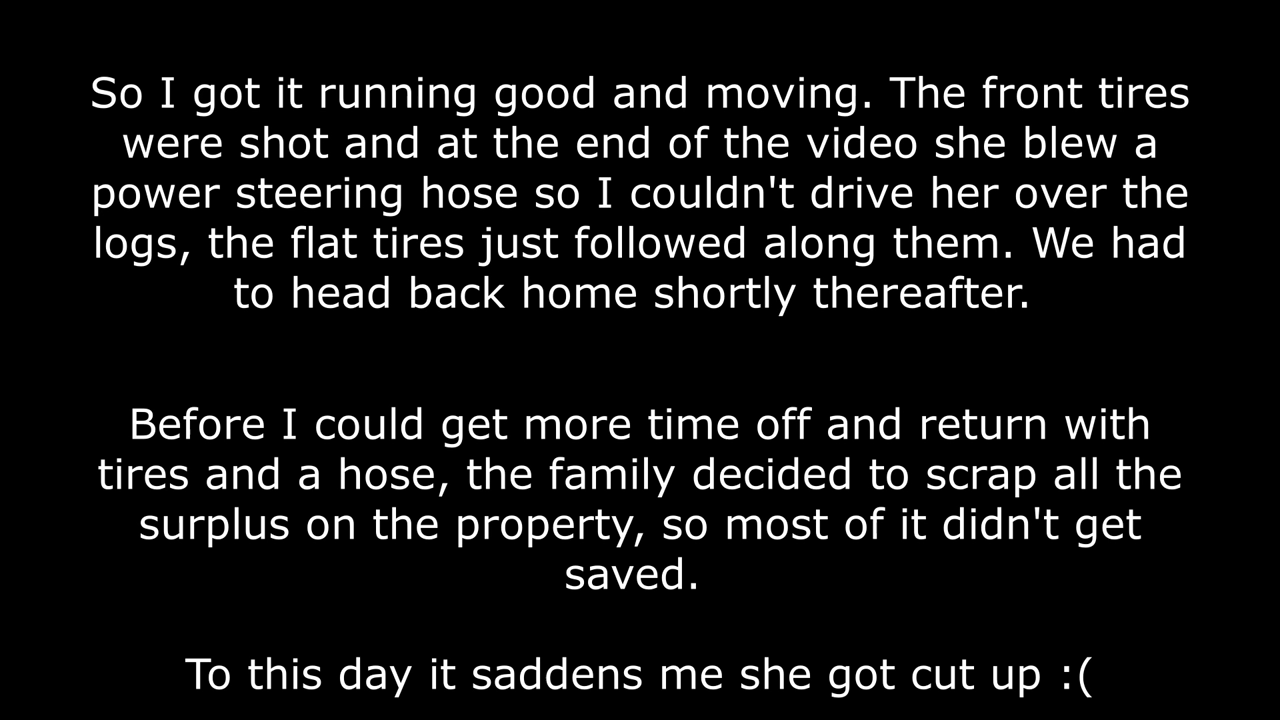 So I got it running good and moving. The front tires
were shot and at the end of the video she blew a
power steering hose so I couldn't drive her over the
logs, the flat tires just followed along them. We had
to head back home shortly thereafter.
Before I could get more time off and return with
tires and a hose, the family decided to scrap all the
surplus on the property, so most of it didn't get
saved.
To this day it saddens me she got cut up :(